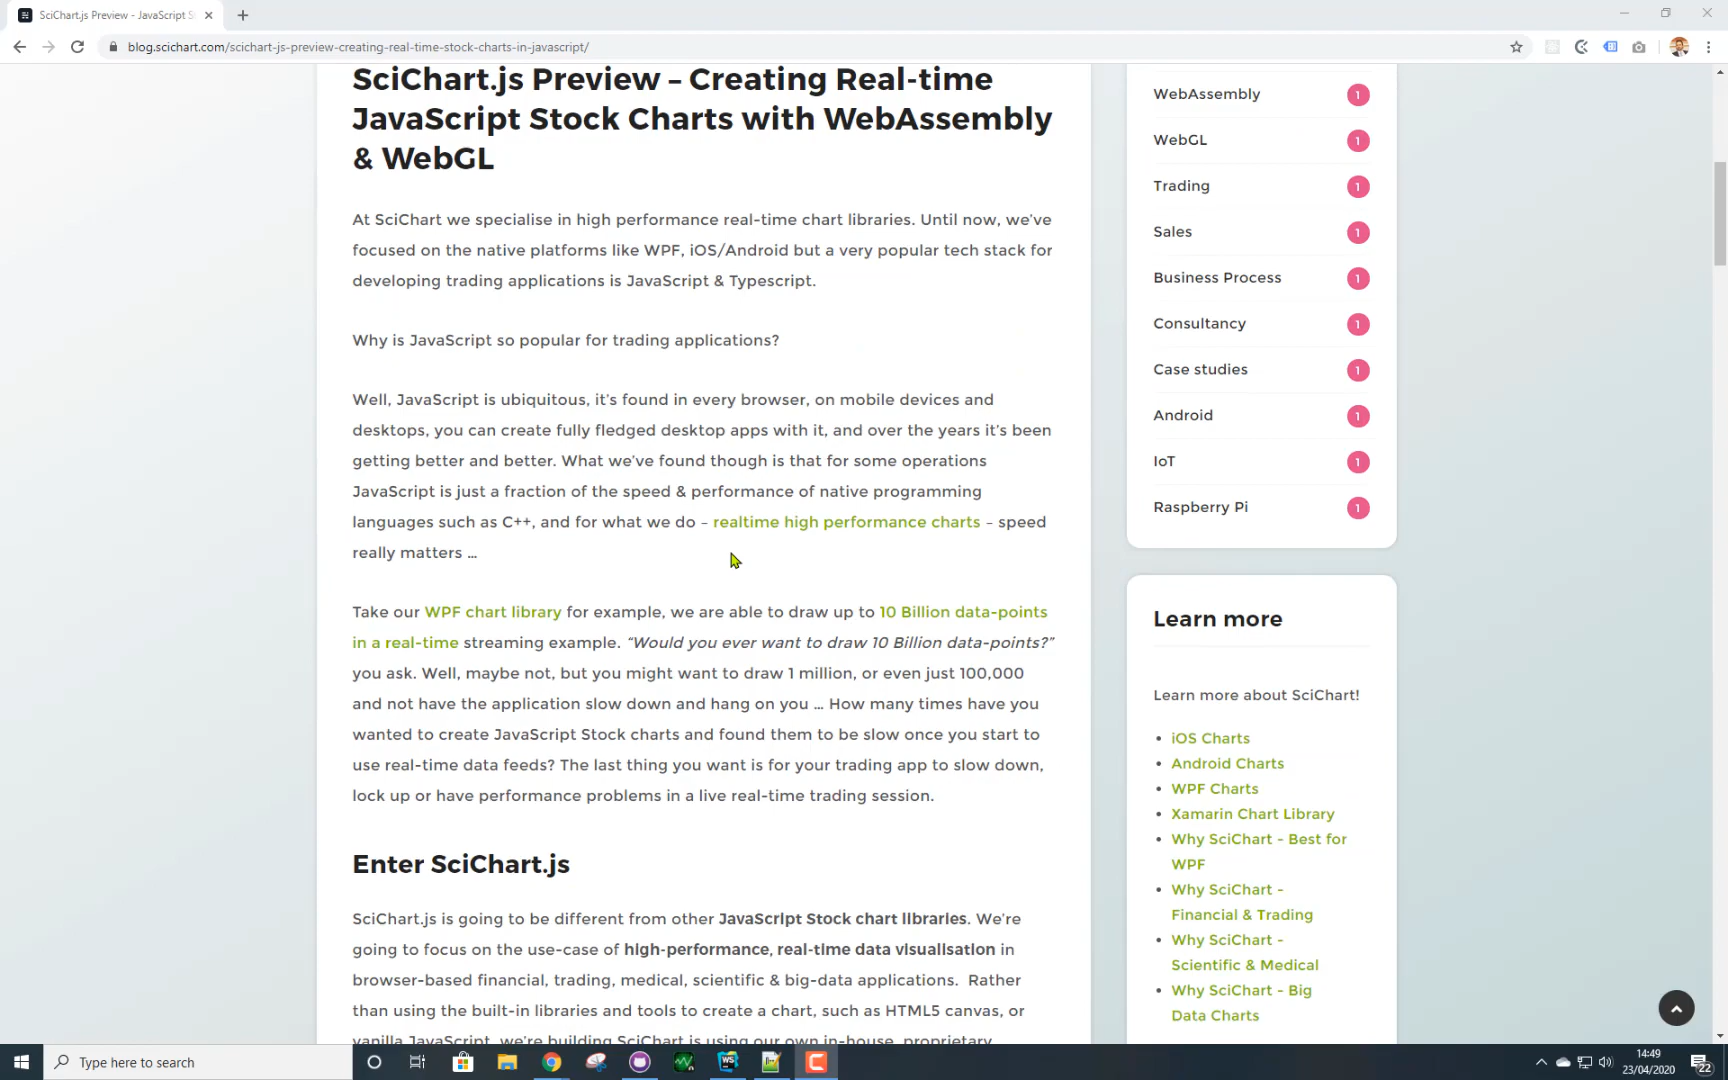 SciChart.js Preview - JavaScript S
blog.scichart.com/scichart-js-preview-creating-real-time-stock-charts-in-javascript/
SciChart.js Preview – Creating Real-time
JavaScript Stock Charts with WebAssembly
& WebGL
At SciChart we specialise in high performance real-time chart libraries. Until now, we've
focused on the native platforms like WPF, iOS/Android but a very popular tech stack for
developing trading applications is JavaScript & Typescript.
Why is JavaScript so popular for trading applications?
Well, JavaScript is ubiquitous, it's found in every browser, on mobile devices and
desktops, you can create fully fledged desktop apps with it, and over the years it's been
getting better and better. What we've found though is that for some operations
JavaScript is just a fraction of the speed & performance of native programming
languages such as C++, and for what we do – realtime high performance charts – speed
really matters …
Take our WPF chart library for example, we are able to draw up to 10 Billion data-points
in a real-time streaming example. “Would you ever want to draw 10 Billion data-points?”
you ask. Well, maybe not, but you might want to draw 1 million, or even just 100,000
and not have the application slow down and hang on you … How many times have you
wanted to create JavaScript Stock charts and found them to be slow once you start to
use real-time data feeds? The last thing you want is for your trading app to slow down,
lock up or have performance problems in a live real-time trading session.
Enter SciChart.js
SciChart.js is going to be different from other JavaScript Stock chart libraries. We're
going to focus on the use-case of high-performance, real-time data visualisation in
browser-based financial, trading, medical, scientific & big-data applications. Rather
than using the built-in libraries and tools to create a chart, such as HTML5 canvas, or
vanilla JavaScript, we're building SciChart.js using our own in-house, proprietary
WebAssembly 1
WebGL 1
Trading 1
Sales 1
Business Process 1
Consultancy 1
Case studies 1
Android 1
IoT 1
Raspberry Pi 1
Learn more
Learn more about SciChart!
iOS Charts
Android Charts
WPF Charts
Xamarin Chart Library
Why SciChart - Best for
WPF
Why SciChart -
Financial & Trading
Why SciChart -
Scientific & Medical
Why SciChart - Big
Data Charts
Type here to search
WS
14:49
23/04/2020
22